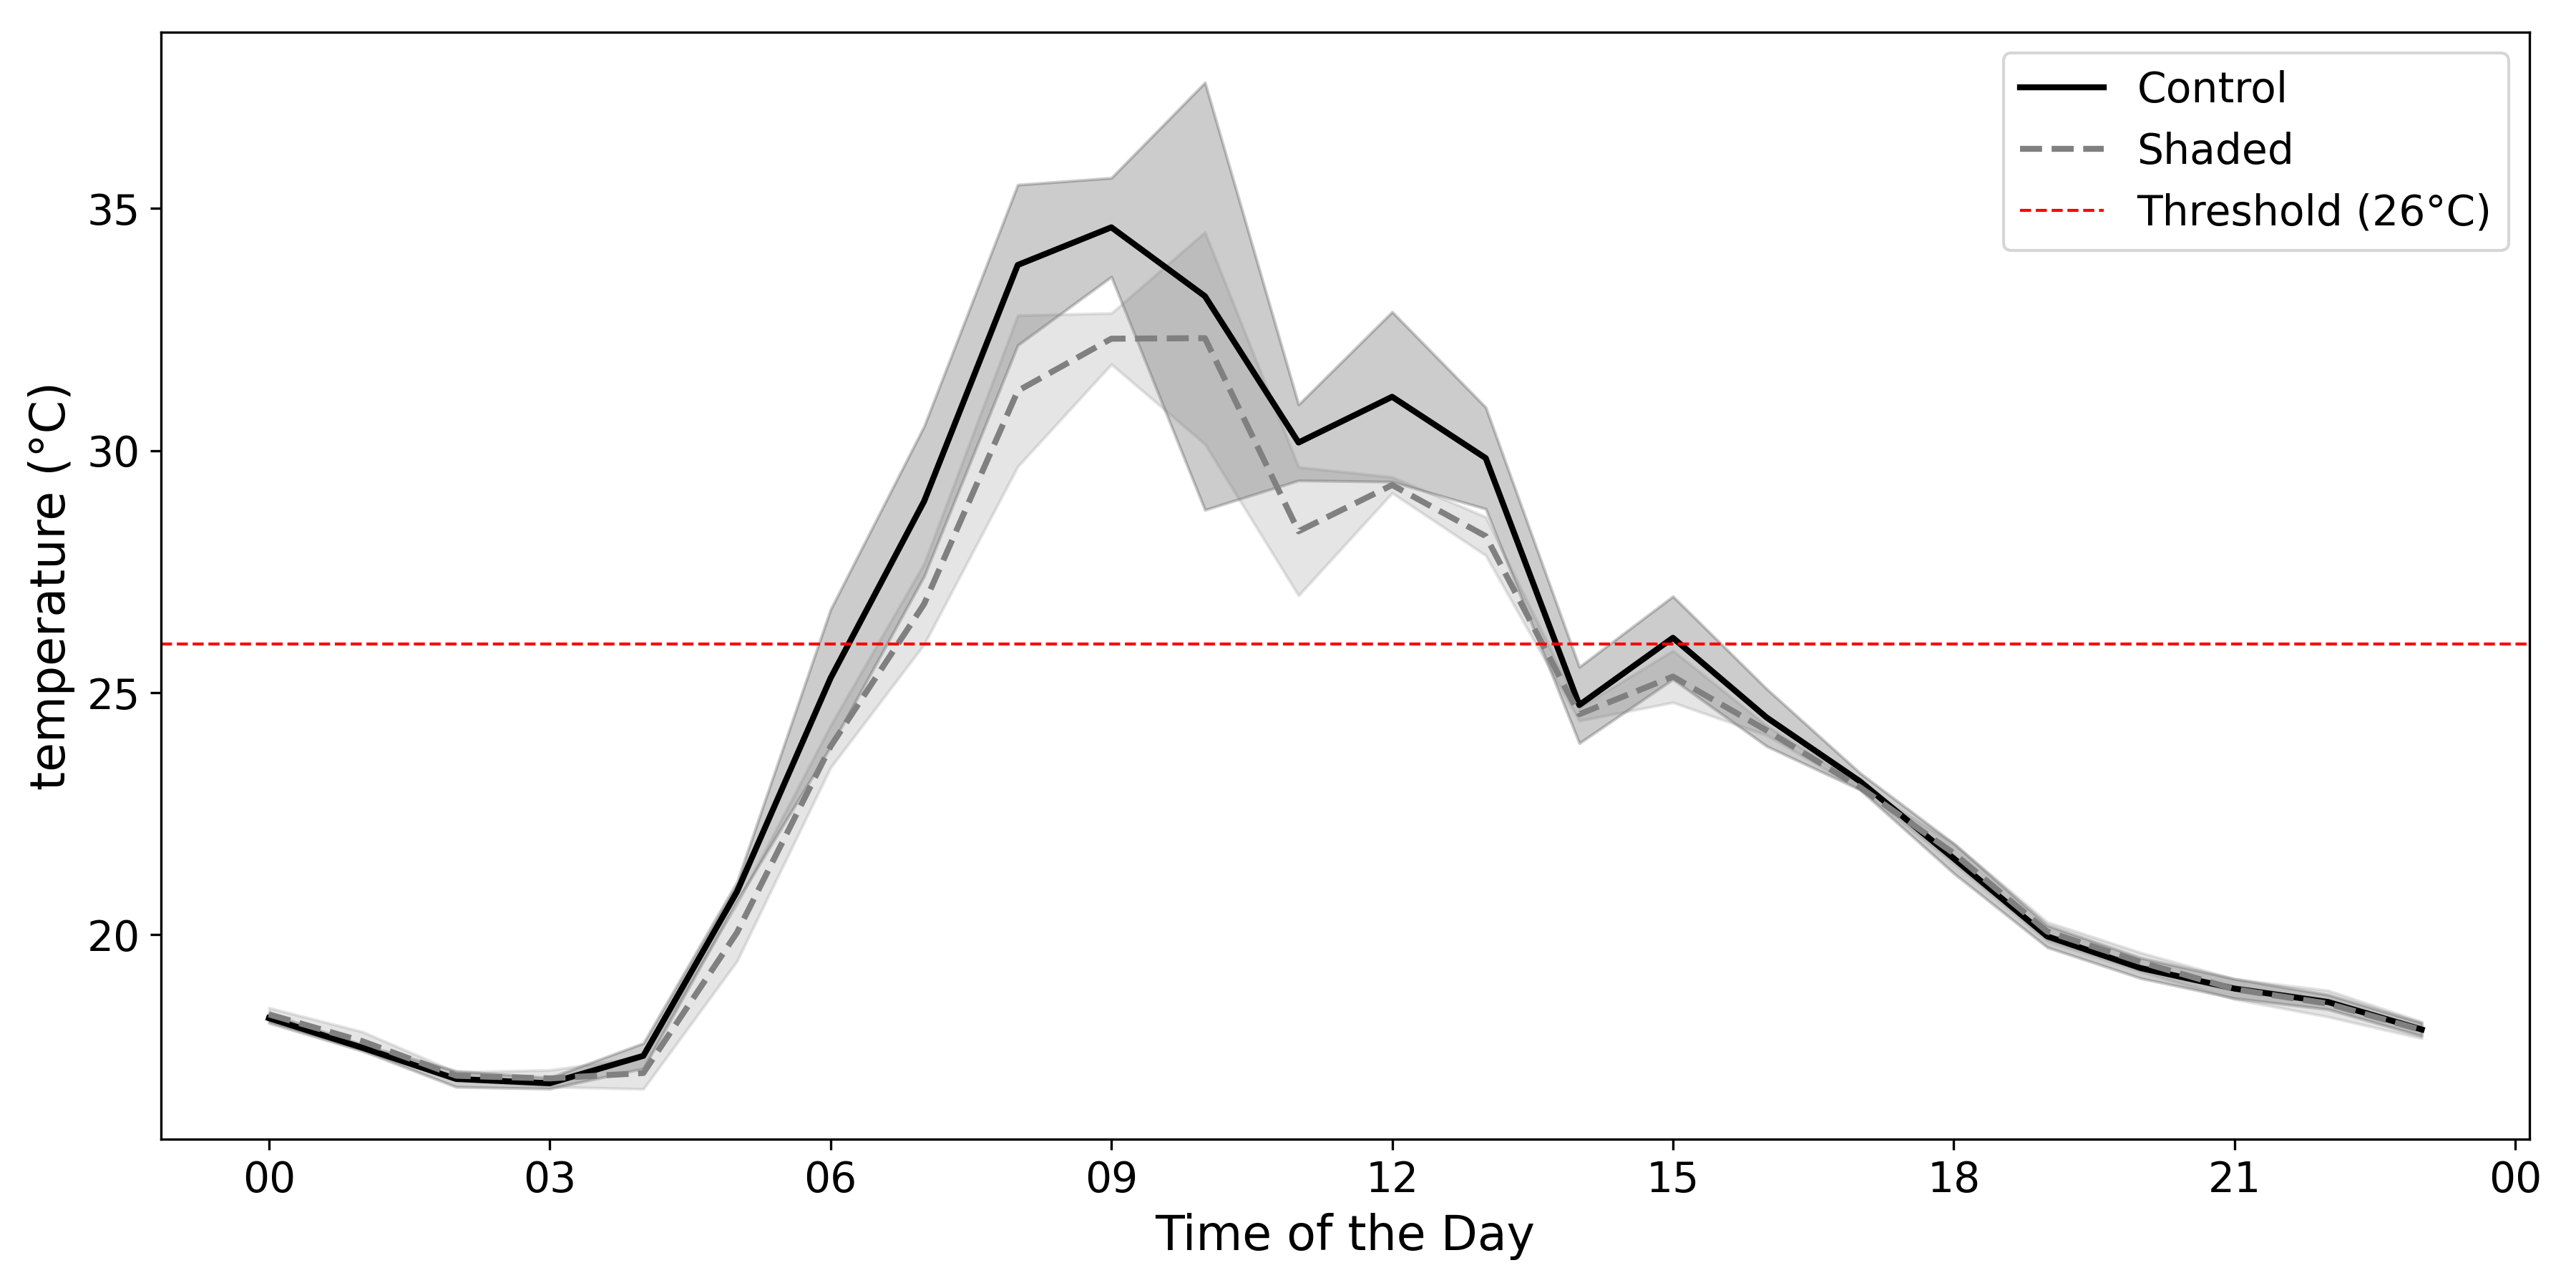 Control
Shaded
Threshold (26°C)
temperature (°C)
35
30
25
20
00 03 06 09 12 15 18 21 00
Time of the Day